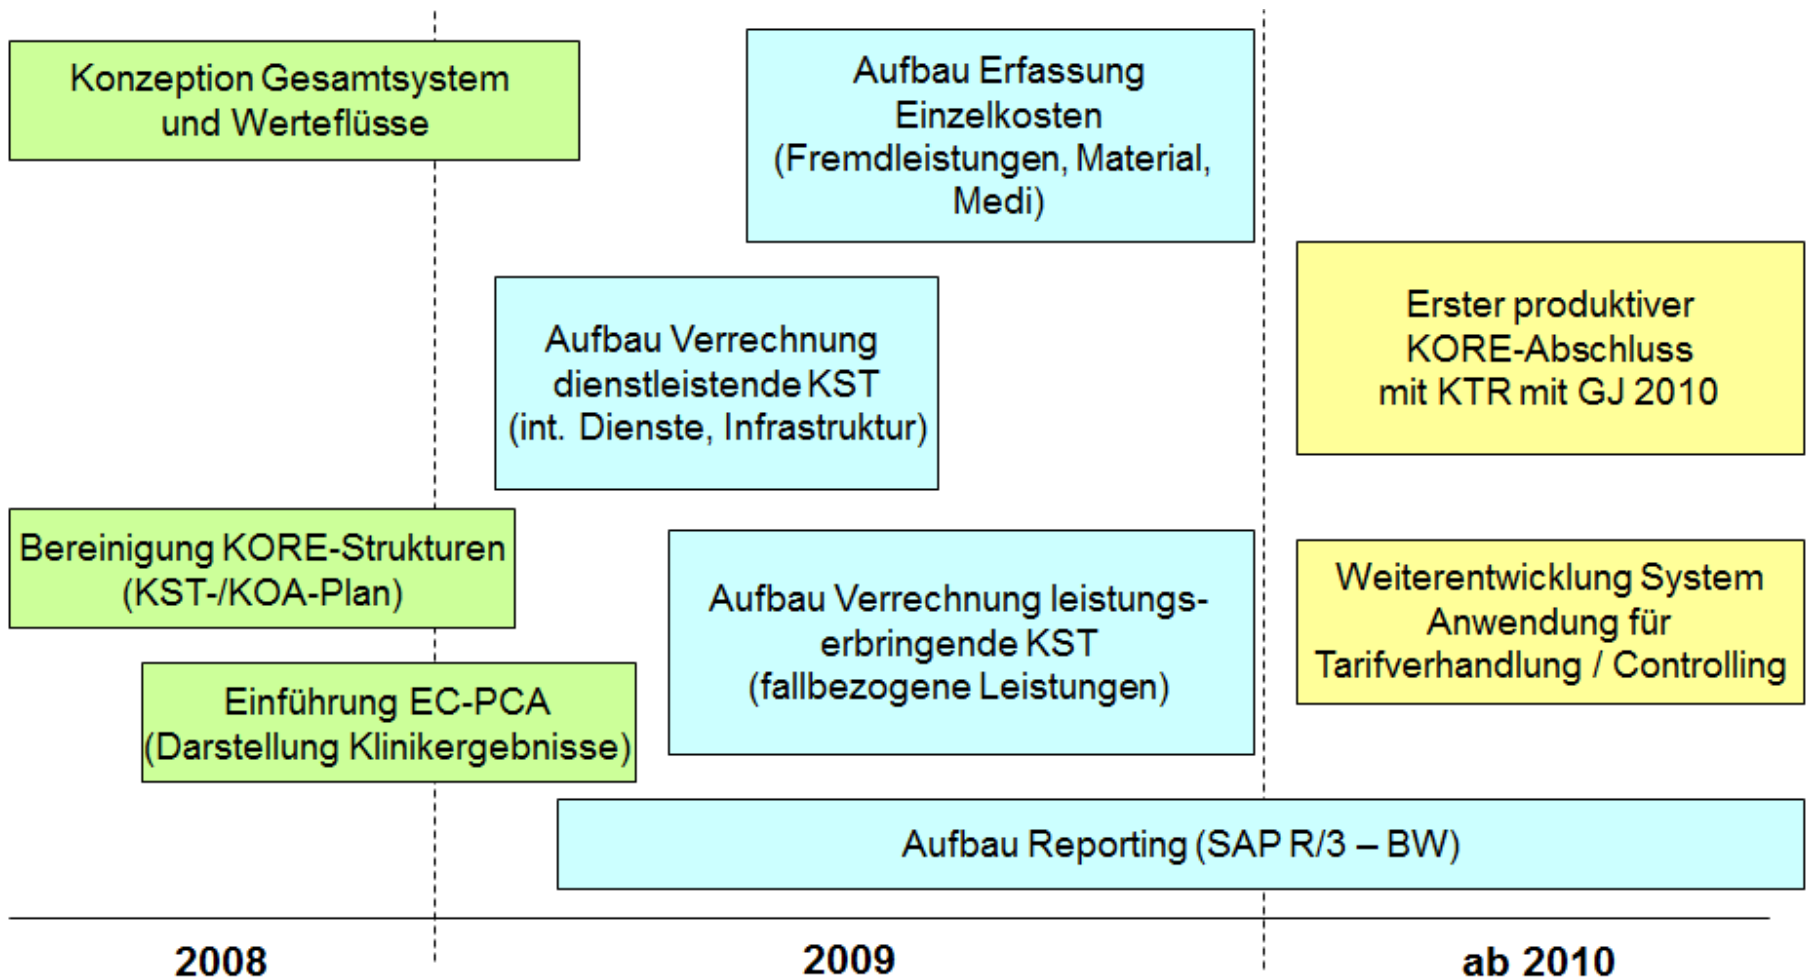 Konzeption Gesamtsystem
und Werteflüsse
Aufbau Erfassung
Einzelkosten
(Fremdleistungen, Material,
Medi)
Aufbau Verrechnung
dienstleistende KST
(int. Dienste, Infrastruktur)
Erster produktiver
KORE-Abschluss
mit KTR mit GJ 2010
Bereinigung KORE-Strukturen
(KST-/KOA-Plan)
Aufbau Verrechnung leistungs-
erbringende KST
(fallbezogene Leistungen)
Weiterentwicklung System
Anwendung für
Tarifverhandlung / Controlling
Einführung EC-PCA
(Darstellung Klinikergebnisse)
Aufbau Reporting (SAP R/3 – BW)
2008
2009
ab 2010